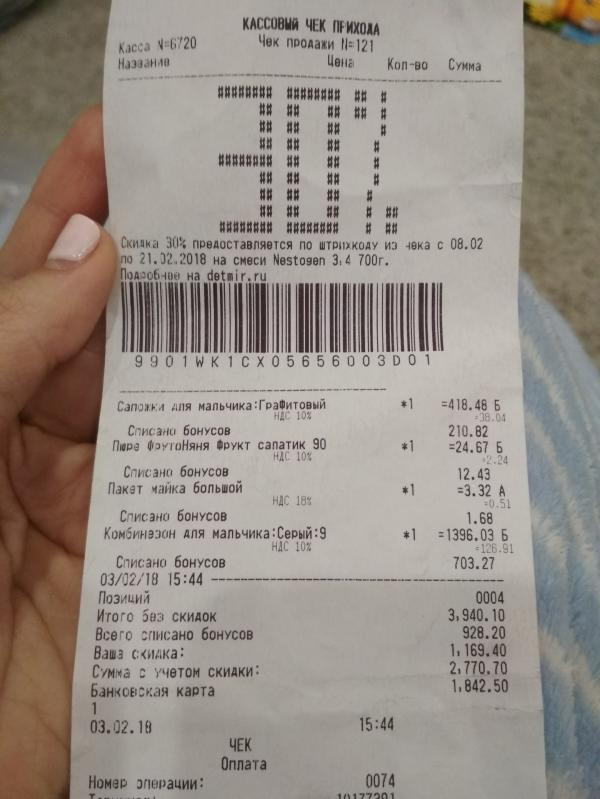 КАССОВЫЙ ЧЕК ПРИХОДА
Касса N=6720 Чек продажи N=121
Название Цена Кол-во Сумма
30%
Скидка 30% предоставляется по штрихкоду из чека с 08.02
по 21.02.2018 на смеси Nestogen 3,4 700г.
Подробнее на detmir.ru
9901WK1CX05656003D01
Сапожки для мальчика:Графитовый *1 =418.48 Б
НДС 10% =38.04
Списано бонусов 210.82
Пюре ФрутоНяня Фрукт салатик 90 *1 =24.67 Б
НДС 10% =2.24
Списано бонусов 12.43
Пакет майка большой *1 =3.32 А
НДС 18% =0.51
Списано бонусов 1.68
Комбинезон для мальчика:Серый:9 *1 =1396.03 Б
НДС 10% =126.91
Списано бонусов 703.27
03/02/18 15:44
Позиций 0004
Итого без скидок 3,940.10
Всего списано бонусов 928.20
Ваша скидка: 1,169.40
Сумма с учетом скидки: 2,770.70
Банковская карта 1,842.50
1
03.02.18 15:44
ЧЕК
Оплата
Номер операции: 0074